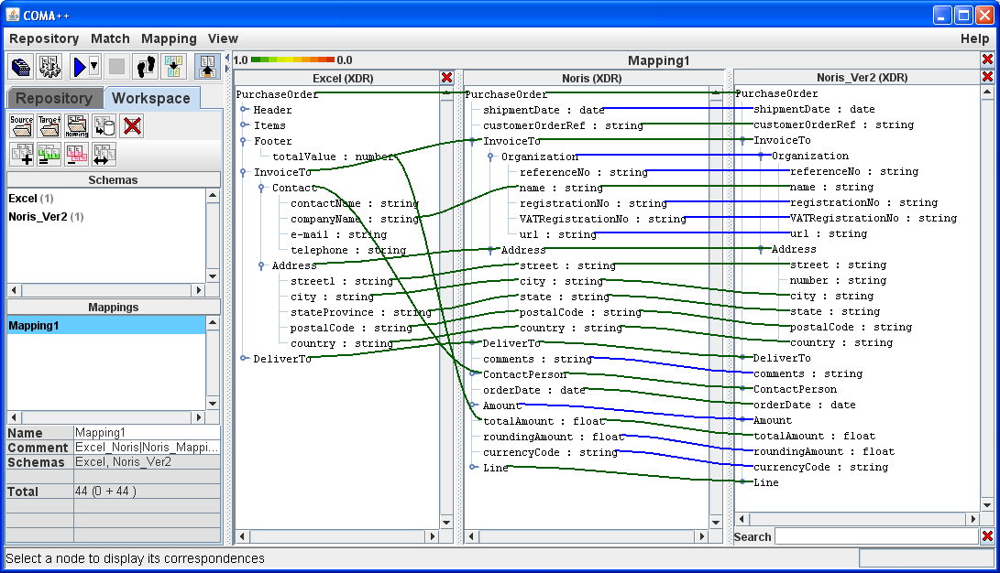 COMA++
Repository Match Mapping View Help
1.0 0.0 Mapping1
Repository Workspace
Source Target Mapping
Schemas
Excel (1)
Noris_Ver2 (1)
Mappings
Mapping1
Name Mapping1
Comment Excel_Noris|Noris_Mappi...
Schemas Excel, Noris_Ver2
Total 44 (0 + 44 )
Excel (XDR)
PurchaseOrder
Header
Items
Footer
totalValue : number
InvoiceTo
Contact
contactName : string
companyName : string
e-mail : string
telephone : string
Address
street1 : string
city : string
stateProvince : string
postalCode : string
country : string
DeliverTo
Noris (XDR)
PurchaseOrder
shipmentDate : date
customerOrderRef : string
InvoiceTo
Organization
referenceNo : string
name : string
registrationNo : string
VATRegistrationNo : string
url : string
Address
street : string
city : string
state : string
postalCode : string
country : string
DeliverTo
comments : string
ContactPerson
orderDate : date
Amount
totalAmount : float
roundingAmount : float
currencyCode : string
Line
Noris_Ver2 (XDR)
PurchaseOrder
shipmentDate : date
customerOrderRef : string
InvoiceTo
Organization
referenceNo : string
name : string
registrationNo : string
VATRegistrationNo : string
url : string
Address
street : string
number : string
city : string
state : string
postalCode : string
country : string
DeliverTo
comments : string
ContactPerson
orderDate : date
Amount
totalAmount : float
roundingAmount : float
currencyCode : string
Line
Search
Select a node to display its correspondences